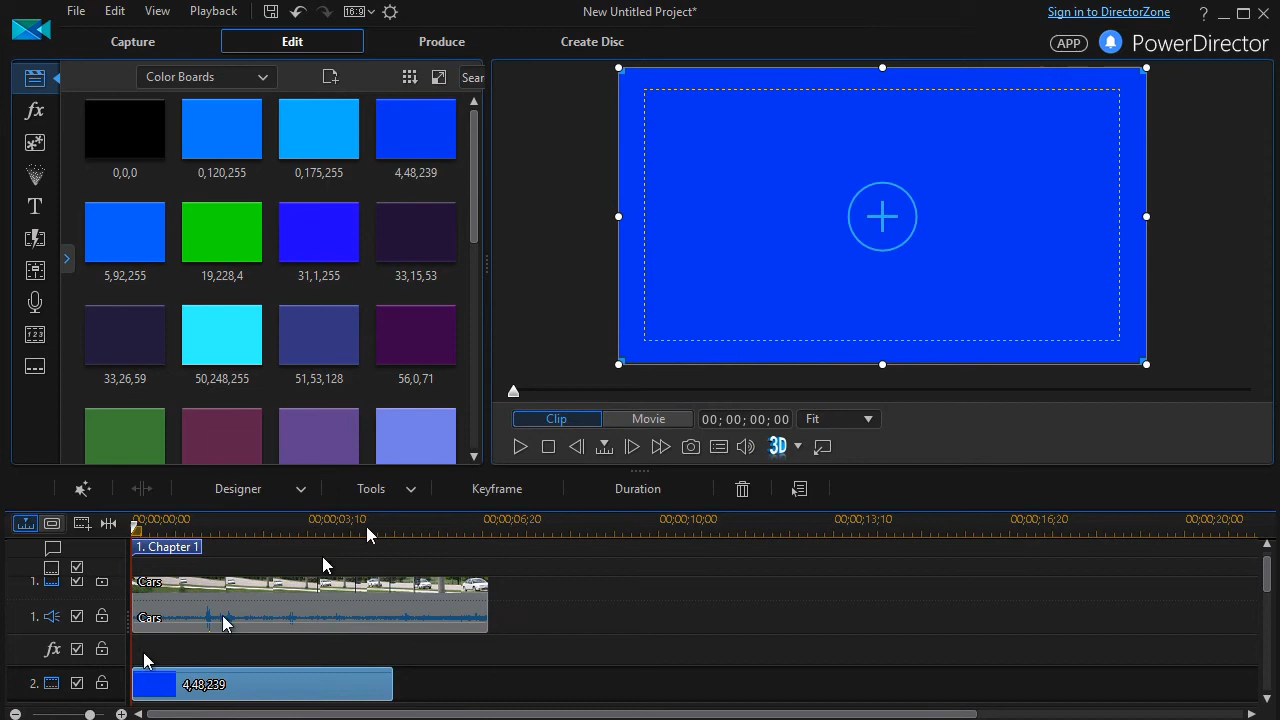 File Edit View Playback 16:9 New Untitled Project* Sign in to DirectorZone ?
Capture Edit Produce Create Disc APP PowerDirector
Color Boards Sear
0,0,0 0,120,255 0,175,255 4,48,239
5,92,255 19,228,4 31,1,255 33,15,53
33,26,59 50,248,255 51,53,128 56,0,71
fx
T
1 2 3
Clip Movie 00; 00; 00; 00 Fit
3D
Designer Tools Keyframe Duration
00;00;00;00 00;00;03;10 00;00;06;20 00;00;10;00 00;00;13;10 00;00;16;20 00;00;20;00
1. Chapter 1
1. Cars
1. Cars
fx
2. 4,48,239